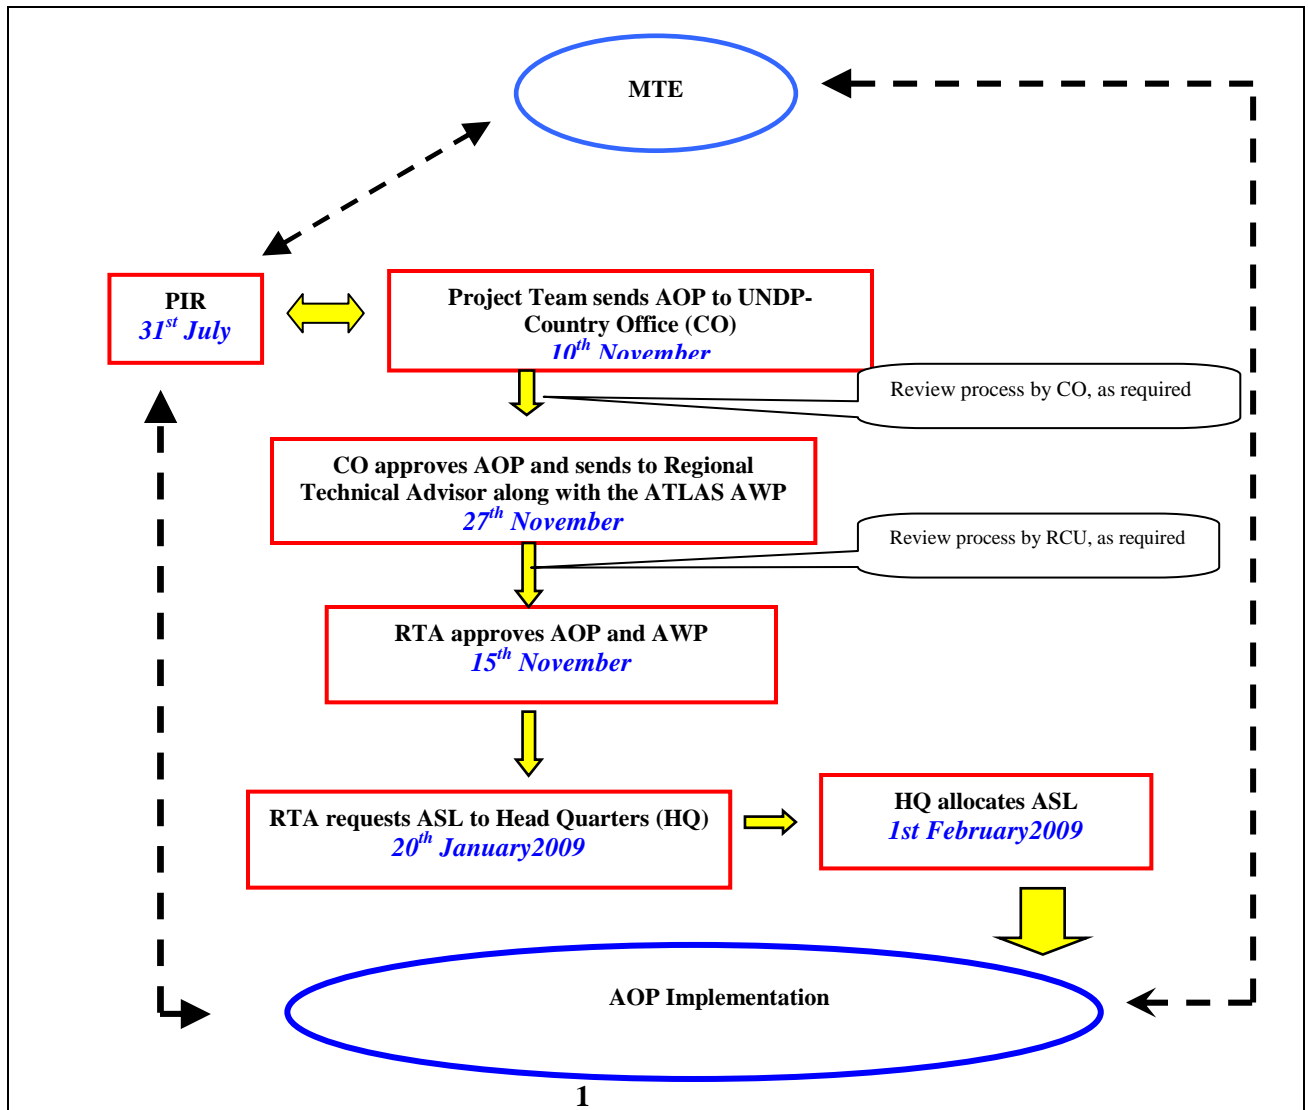 MTE
PIR
31st July
Project Team sends AOP to UNDP-
Country Office (CO)
10th November
Review process by CO, as required
CO approves AOP and sends to Regional
Technical Advisor along with the ATLAS AWP
27th November
Review process by RCU, as required
RTA approves AOP and AWP
15th November
RTA requests ASL to Head Quarters (HQ)
20th January2009
HQ allocates ASL
1st February2009
AOP Implementation
1